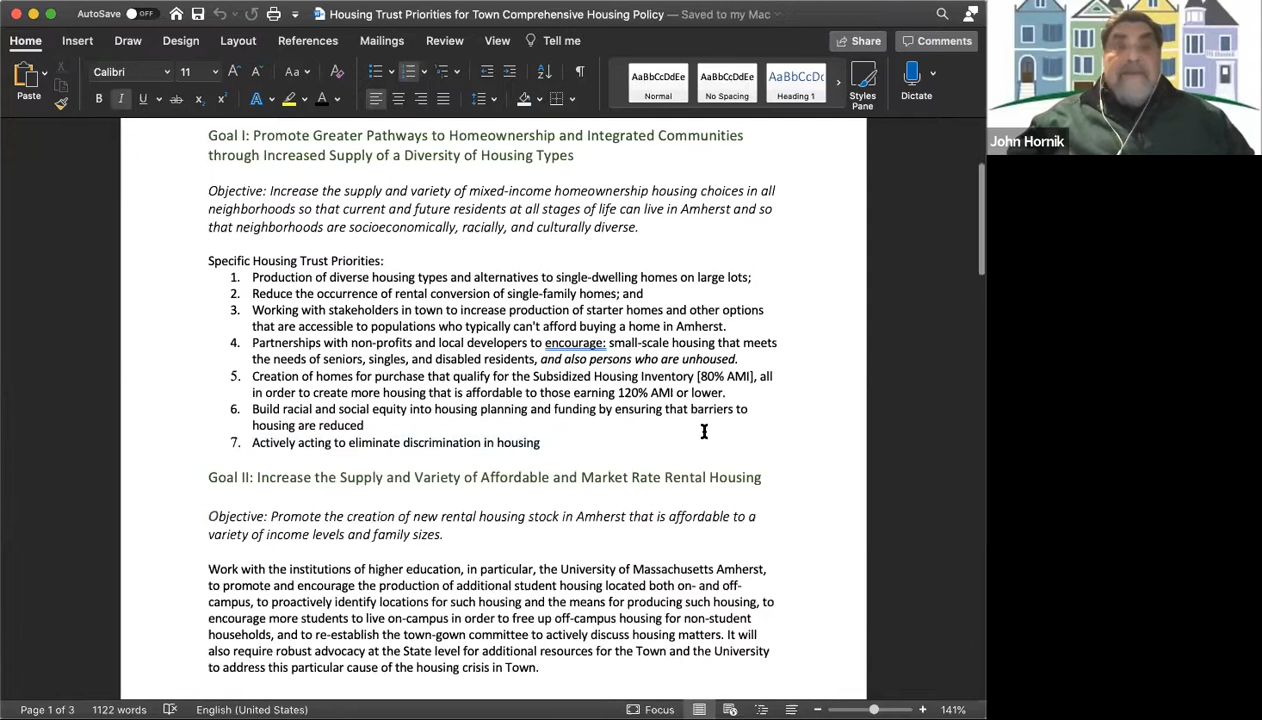 AutoSave OFF
Housing Trust Priorities for Town Comprehensive Housing Policy — Saved to my Mac
Home Insert Draw Design Layout References Mailings Review View Tell me Share Comments
Paste Calibri 11 Aa AaBbCcDdEe AaBbCcDdEe AaBbCcDc
B I U ab x₂ x² A A Normal No Spacing Heading 1 Styles Pane Dictate
John Hornik
Goal I: Promote Greater Pathways to Homeownership and Integrated Communities
through Increased Supply of a Diversity of Housing Types
Objective: Increase the supply and variety of mixed-income homeownership housing choices in all
neighborhoods so that current and future residents at all stages of life can live in Amherst and so
that neighborhoods are socioeconomically, racially, and culturally diverse.
Specific Housing Trust Priorities:
1. Production of diverse housing types and alternatives to single-dwelling homes on large lots;
2. Reduce the occurrence of rental conversion of single-family homes; and
3. Working with stakeholders in town to increase production of starter homes and other options
that are accessible to populations who typically can't afford buying a home in Amherst.
4. Partnerships with non-profits and local developers to encourage: small-scale housing that meets
the needs of seniors, singles, and disabled residents, and also persons who are unhoused.
5. Creation of homes for purchase that qualify for the Subsidized Housing Inventory [80% AMI], all
in order to create more housing that is affordable to those earning 120% AMI or lower.
6. Build racial and social equity into housing planning and funding by ensuring that barriers to
housing are reduced
7. Actively acting to eliminate discrimination in housing
Goal II: Increase the Supply and Variety of Affordable and Market Rate Rental Housing
Objective: Promote the creation of new rental housing stock in Amherst that is affordable to a
variety of income levels and family sizes.
Work with the institutions of higher education, in particular, the University of Massachusetts Amherst,
to promote and encourage the production of additional student housing located both on- and off-
campus, to proactively identify locations for such housing and the means for producing such housing, to
encourage more students to live on-campus in order to free up off-campus housing for non-student
households, and to re-establish the town-gown committee to actively discuss housing matters. It will
also require robust advocacy at the State level for additional resources for the Town and the University
to address this particular cause of the housing crisis in Town.
Page 1 of 3 1122 words English (United States) Focus 141%